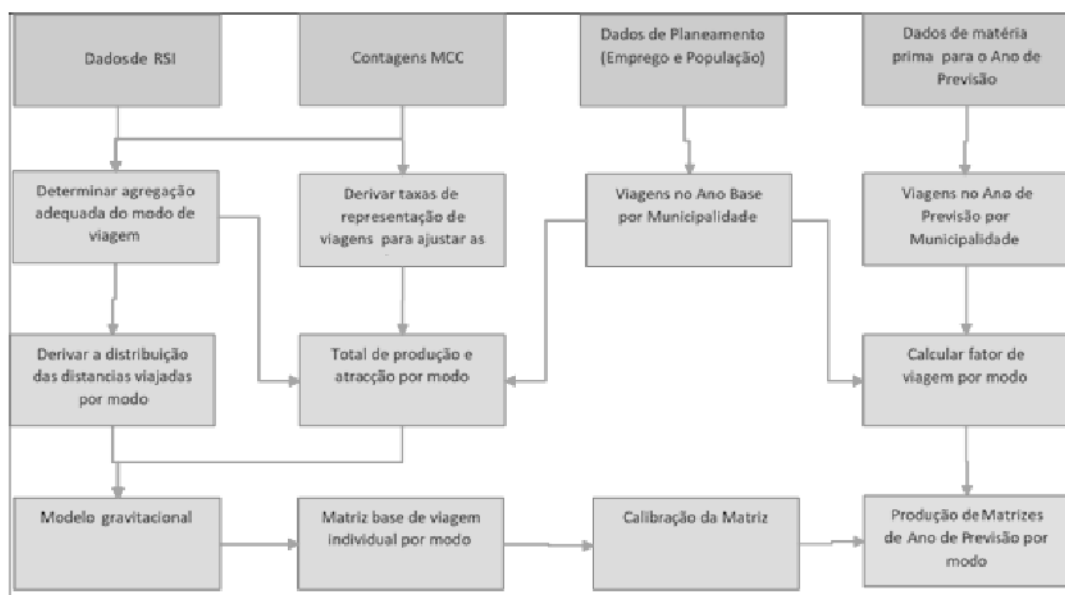 Dados de RSI
Contagens MCC
Dados de Planeamento
(Emprego e População)
Dados de matéria
prima para o Ano de
Previsão
Determinar agregação
adequada do modo de
viagem
Derivar taxas de
representação de
viagens para ajustar as
Viagens no Ano Base
por Municipalidade
Viagens no Ano de
Previsão por
Municipalidade
Derivar a distribuição
das distancias viajadas
por modo
Total de produção e
atracção por modo
Calcular fator de
viagem por modo
Modelo gravitacional
Matriz base de viagem
individual por modo
Calibração da Matriz
Produção de Matrizes
de Ano de Previsão por
modo